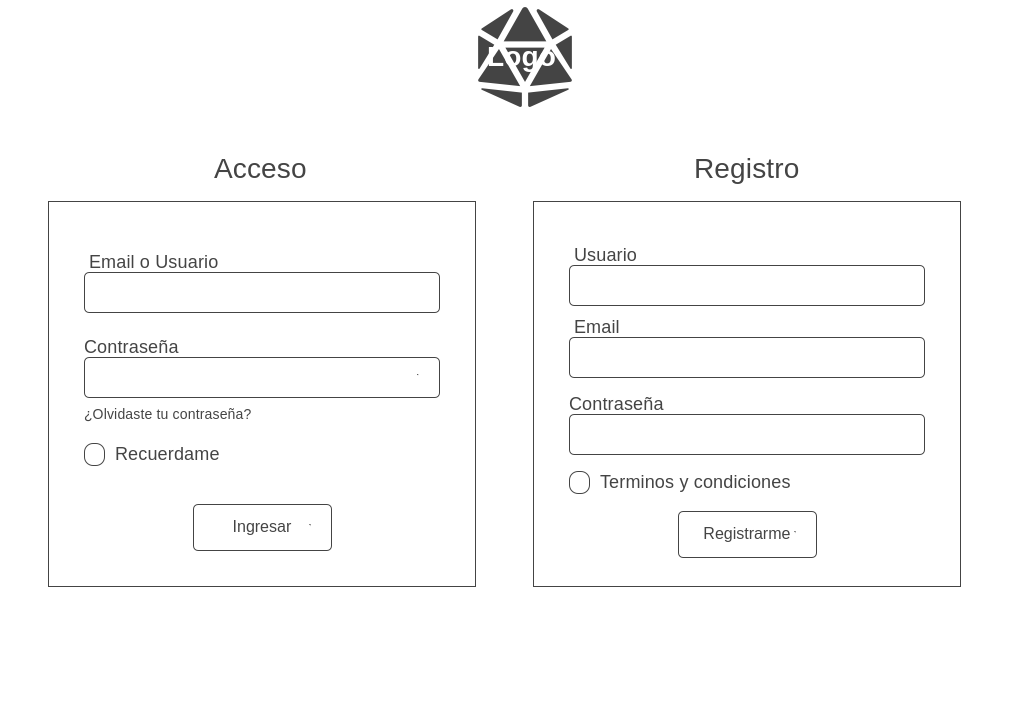 Logo
Acceso
Email o Usuario
Contraseña
¿Olvidaste tu contraseña?
Recuerdame
Ingresar
Registro
Usuario
Email
Contraseña
Terminos y condiciones
Registrarme